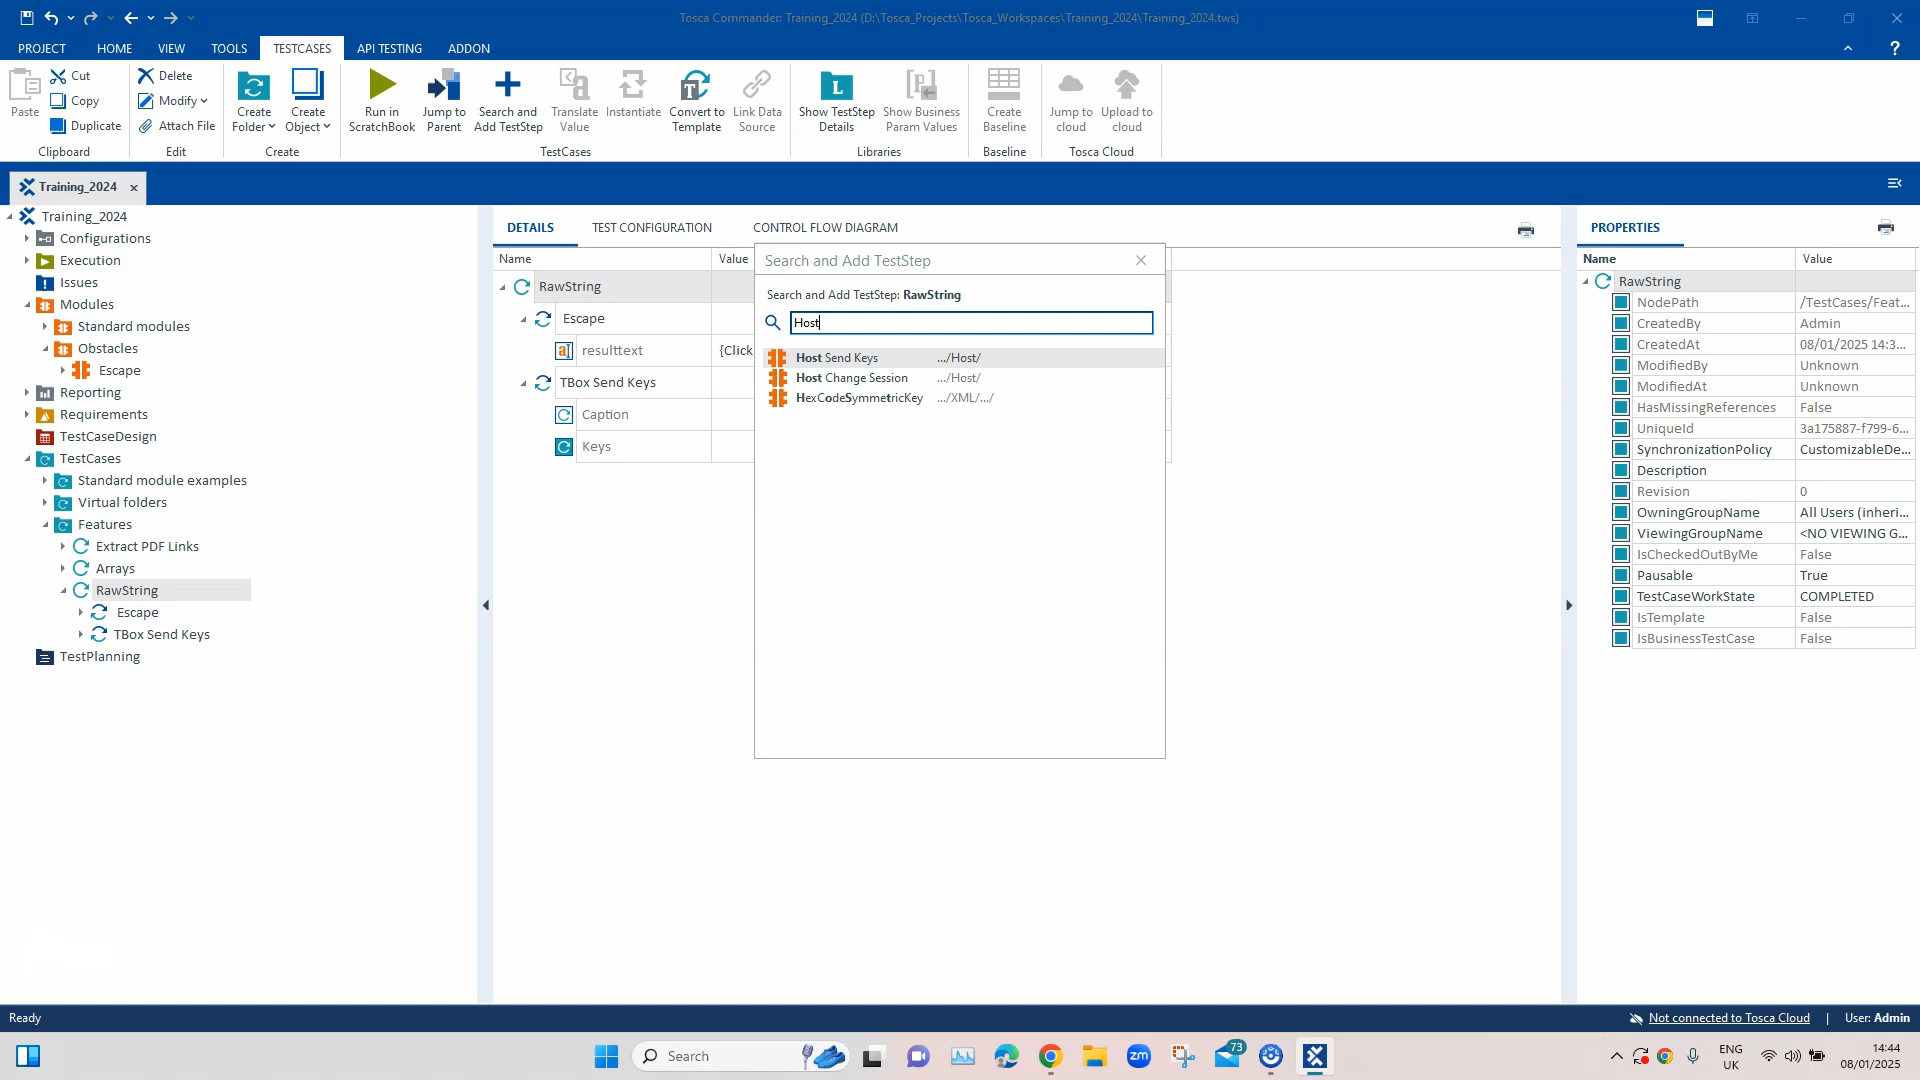 Tosca Commander: Training_2024 (D:\Tosca_Projects\Tosca_Workspaces\Training_2024\Training_2024.tws)
PROJECT HOME VIEW TOOLS TESTCASES API TESTING ADDON
Paste
Cut
Copy
Duplicate
Clipboard
Delete
Modify
Attach File
Edit
Create Folder
Create Object
Create
Run in ScratchBook
Jump to Parent
Search and Add TestStep
Translate Value
Instantiate
Convert to Template
Link Data Source
TestCases
Show TestStep Details
Show Business Param Values
Libraries
Create Baseline
Baseline
Jump to cloud
Upload to cloud
Tosca Cloud
Training_2024
Training_2024
Configurations
Execution
Issues
Modules
Standard modules
Obstacles
Escape
Reporting
Requirements
TestCaseDesign
TestCases
Standard module examples
Virtual folders
Features
Extract PDF Links
Arrays
RawString
Escape
TBox Send Keys
TestPlanning
DETAILS TEST CONFIGURATION CONTROL FLOW DIAGRAM
Name Value
RawString
Escape
resulttext {Click
TBox Send Keys
Caption
Keys
Search and Add TestStep
Search and Add TestStep: RawString
Host
Host Send Keys .../Host/
Host Change Session .../Host/
HexCodeSymmetricKey .../XML/.../
PROPERTIES
Name Value
RawString
NodePath /TestCases/Feat...
CreatedBy Admin
CreatedAt 08/01/2025 14:3...
ModifiedBy Unknown
ModifiedAt Unknown
HasMissingReferences False
UniqueId 3a175887-f799-6...
SynchronizationPolicy CustomizableDe...
Description
Revision 0
OwningGroupName All Users (inheri...
ViewingGroupName <NO VIEWING G...
IsCheckedOutByMe False
Pausable True
TestCaseWorkState COMPLETED
IsTemplate False
IsBusinessTestCase False
Ready
Not connected to Tosca Cloud | User: Admin
Search
zm
73
ENG
UK
14:44
08/01/2025